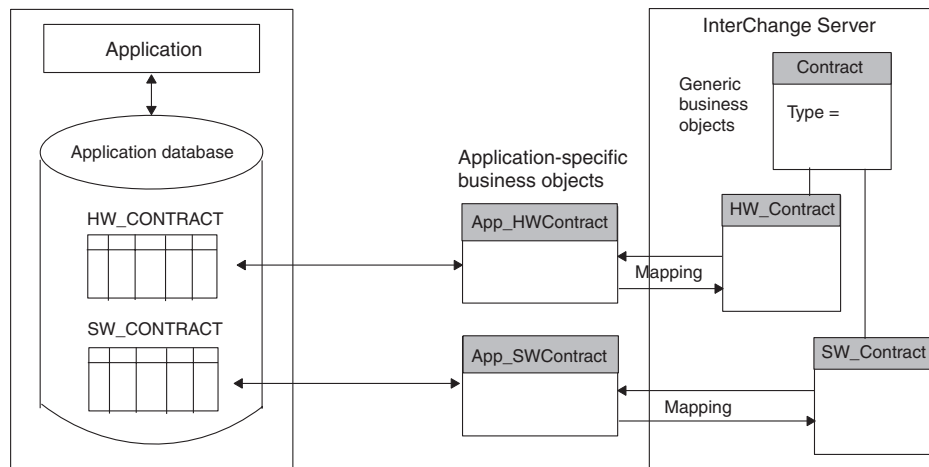 Application
Application database
HW_CONTRACT
SW_CONTRACT
Application-specific
business objects
App_HWContract
App_SWContract
Mapping
Mapping
InterChange Server
Generic
business
objects
Contract
Type =
HW_Contract
SW_Contract